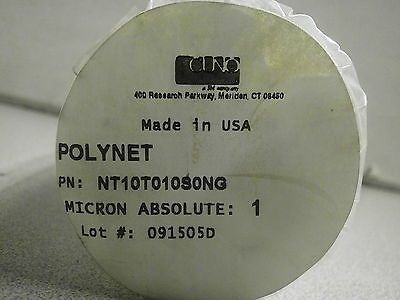 CUNO
a 3M company
400 Research Parkway, Meriden, CT 06450
Made in USA
POLYNET
PN: NT10T010S0NG
MICRON ABSOLUTE: 1
Lot #: 091505D